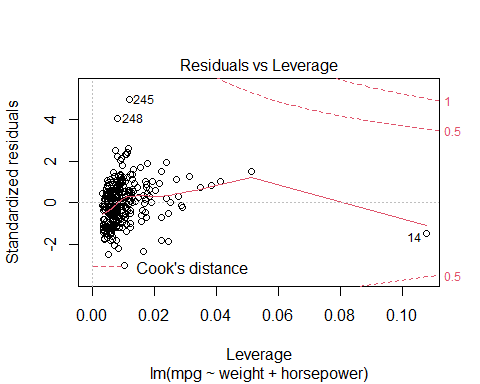 Residuals vs Leverage
Standardized residuals
4
2
0
-2
245
248
14
1
0.5
0.5
Cook's distance
0.00 0.02 0.04 0.06 0.08 0.10
Leverage
lm(mpg ~ weight + horsepower)